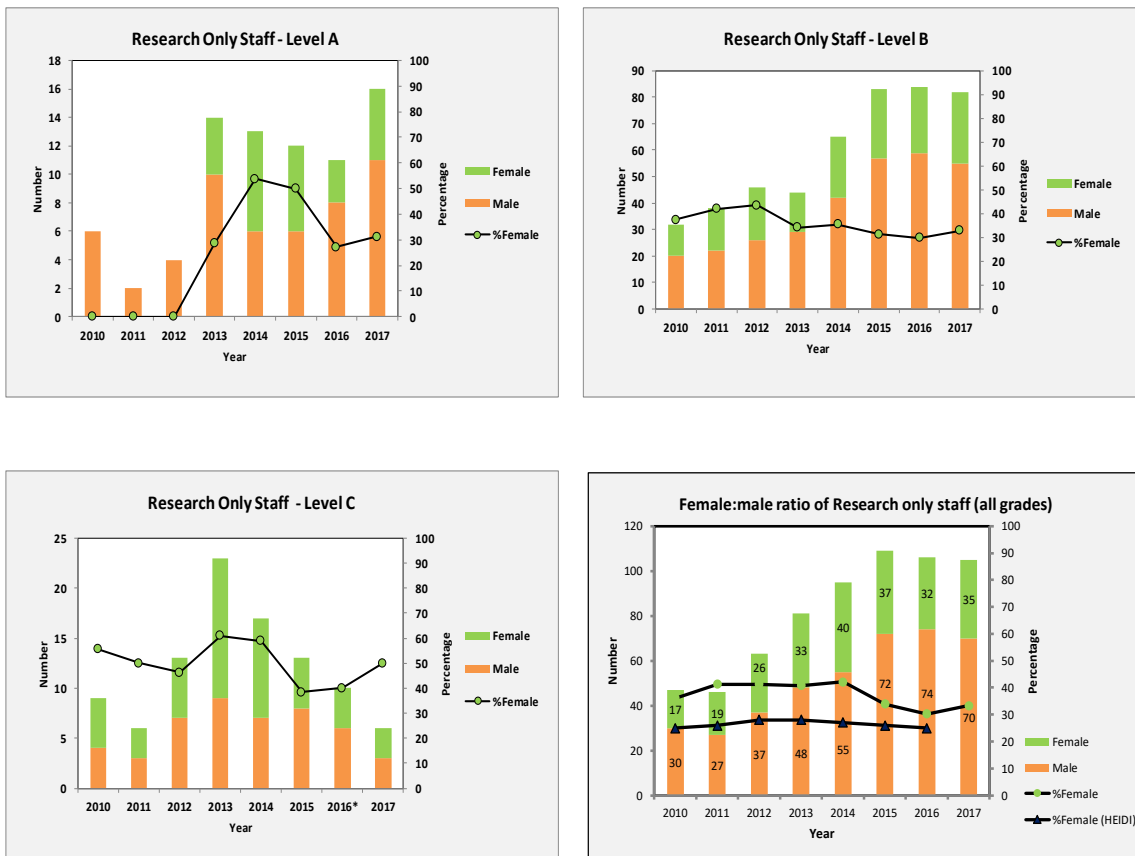 Research Only Staff - Level A
18
16
14
12
10
8
6
4
2
0
Number
100
90
80
70
60
50
40
30
20
10
0
Percentage
2010 2011 2012 2013 2014 2015 2016 2017
Year
Female
Male
%Female
Research Only Staff - Level B
90
80
70
60
50
40
30
20
10
0
Number
100
90
80
70
60
50
40
30
20
10
0
Percentage
2010 2011 2012 2013 2014 2015 2016 2017
Year
Female
Male
%Female
Research Only Staff - Level C
25
20
15
10
5
0
Number
100
90
80
70
60
50
40
30
20
10
0
Percentage
2010 2011 2012 2013 2014 2015 2016* 2017
Year
Female
Male
%Female
Female:male ratio of Research only staff (all grades)
120
100
80
60
40
20
0
Number
100
90
80
70
60
50
40
30
20
10
0
Percentage
17 19 26 33 40 37 32 35
30 27 37 48 55 72 74 70
2010 2011 2012 2013 2014 2015 2016 2017
Year
Female
Male
%Female
%Female (HEIDI)